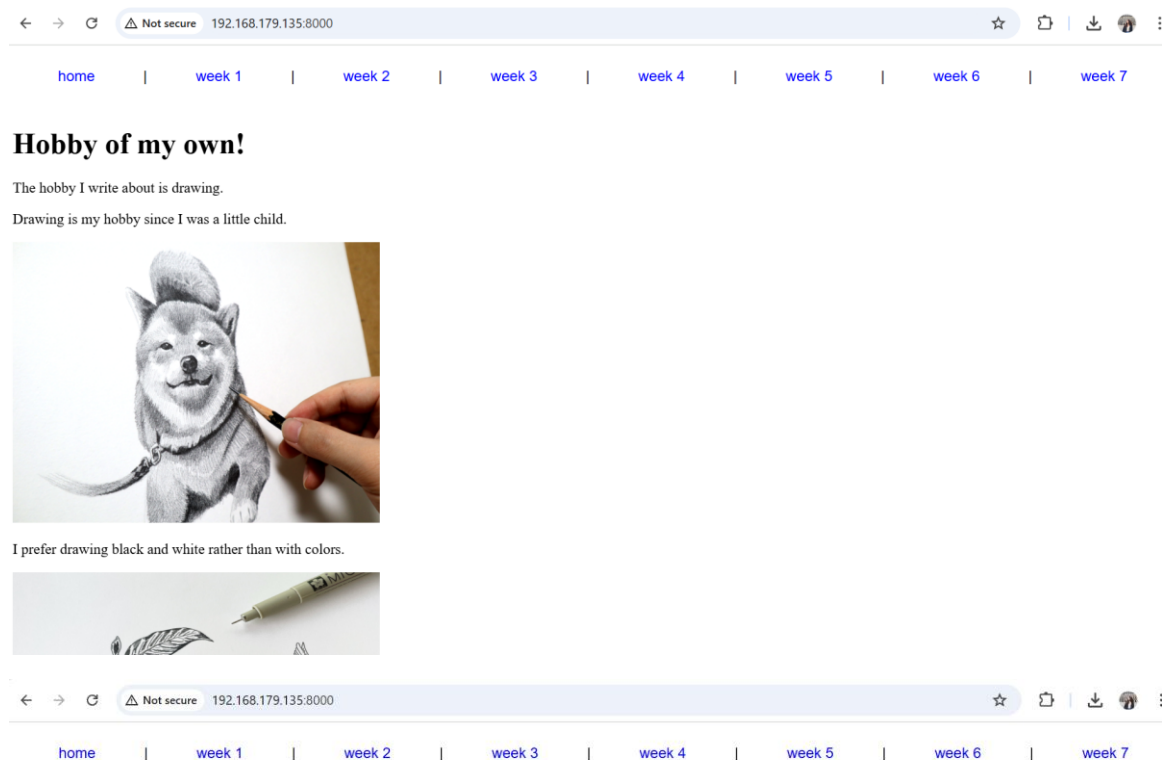 Not secure 192.168.179.135:8000
home | week 1 | week 2 | week 3 | week 4 | week 5 | week 6 | week 7
Hobby of my own!
The hobby I write about is drawing.
Drawing is my hobby since I was a little child.
I prefer drawing black and white rather than with colors.
Not secure 192.168.179.135:8000
home | week 1 | week 2 | week 3 | week 4 | week 5 | week 6 | week 7